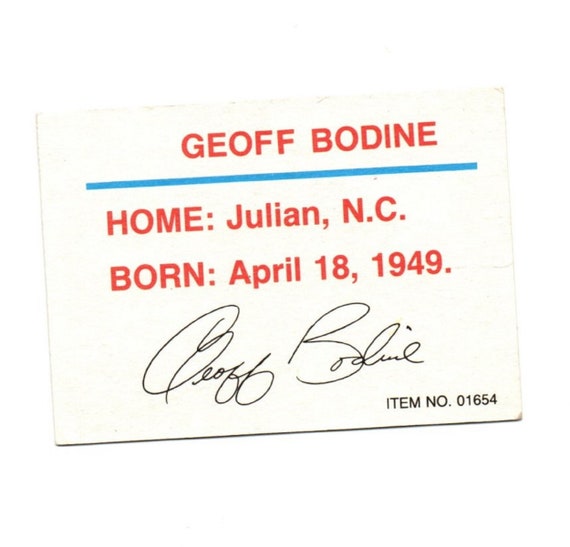 GEOFF BODINE
HOME: Julian, N.C.
BORN: April 18, 1949.
Geoff Bodine
ITEM NO. 01654